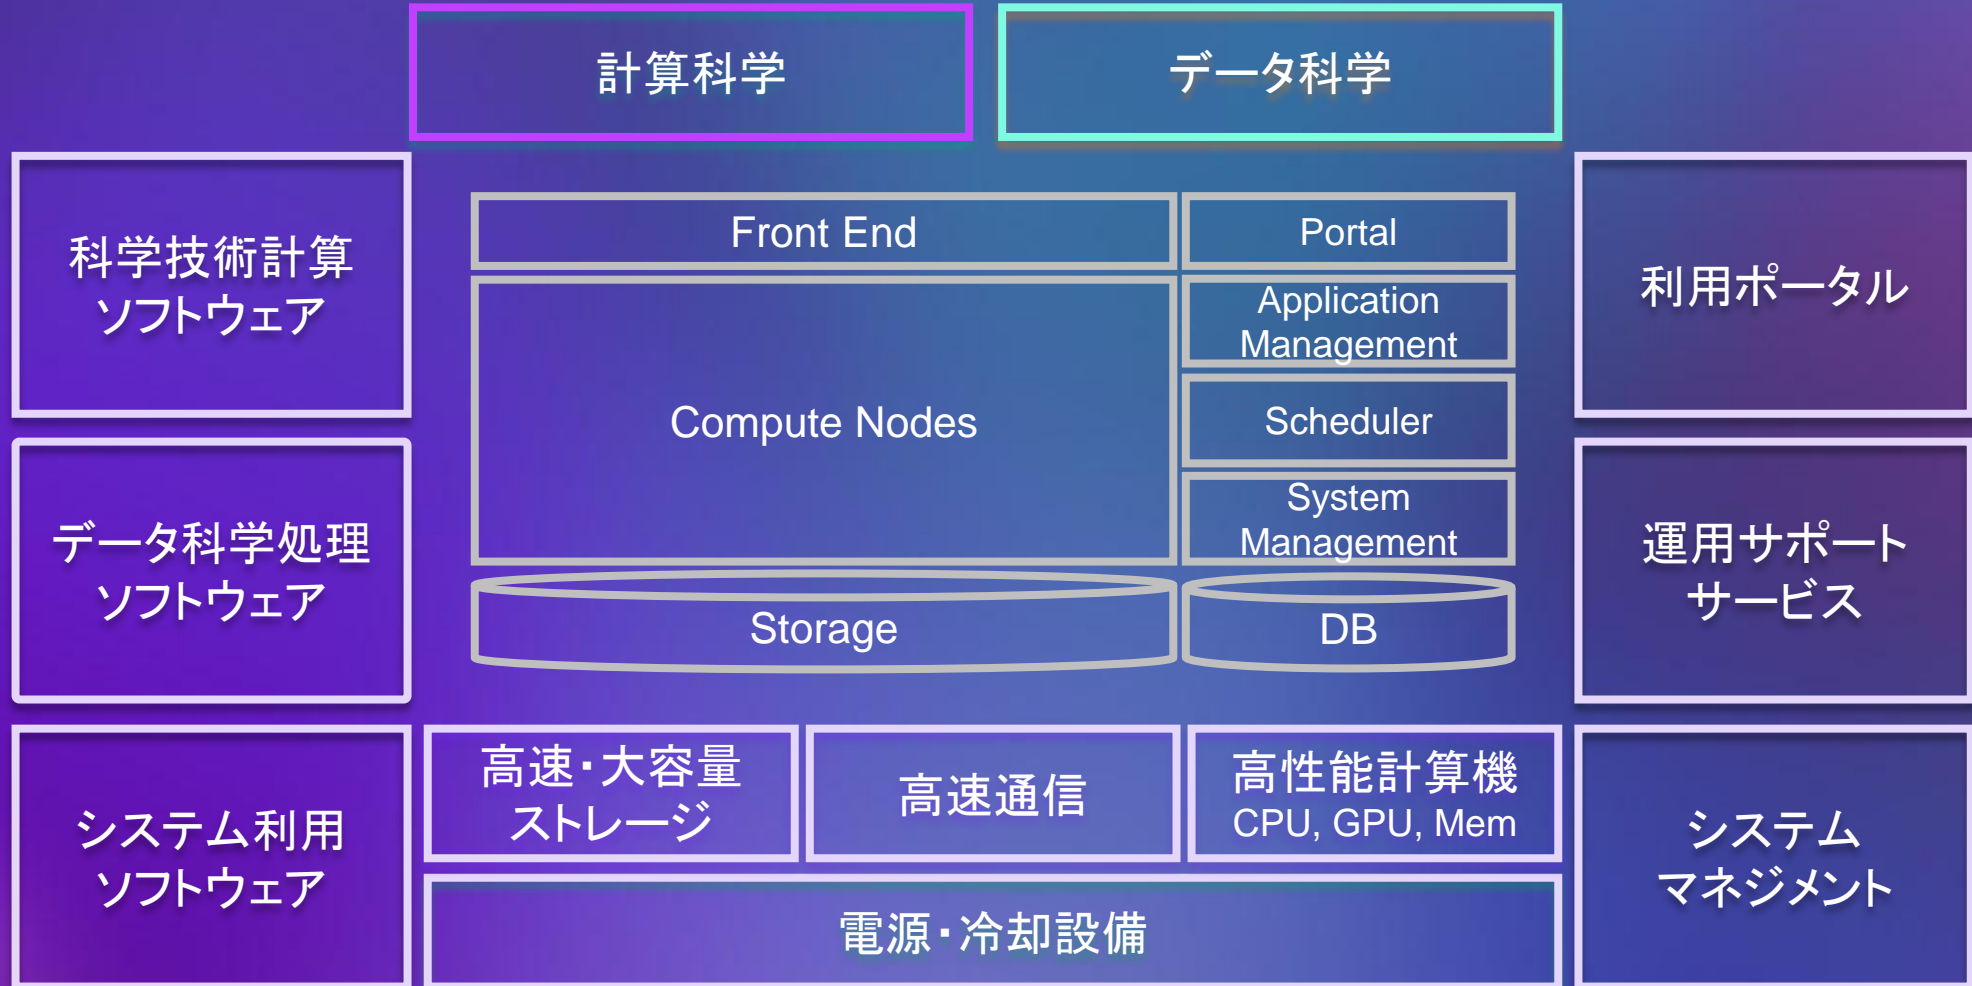 計算科学
データ科学
科学技術計算
ソフトウェア
データ科学処理
ソフトウェア
システム利用
ソフトウェア
Front End
Portal
Compute Nodes
Application
Management
Scheduler
System
Management
Storage
DB
高速・大容量
ストレージ
高速通信
高性能計算機
CPU, GPU, Mem
電源・冷却設備
利用ポータル
運用サポート
サービス
システム
マネジメント